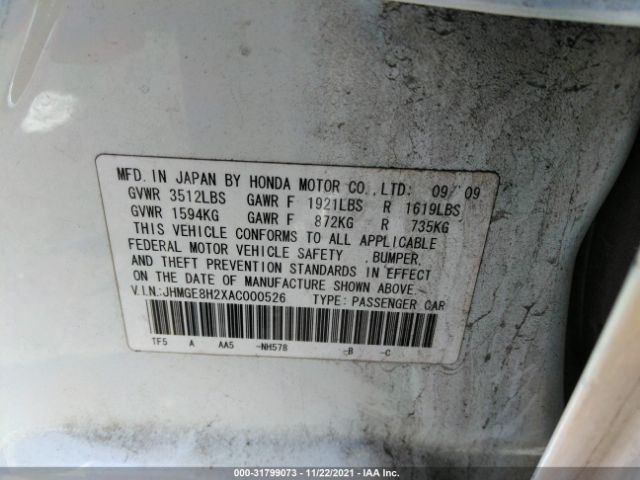 MFD. IN JAPAN BY HONDA MOTOR CO., LTD: 09/09
GVWR 3512LBS GAWR F 1921LBS R 1619LBS
GVWR 1594KG GAWR F 872KG R 735KG
THIS VEHICLE CONFORMS TO ALL APPLICABLE
FEDERAL MOTOR VEHICLE SAFETY , BUMPER,
AND THEFT PREVENTION STANDARDS IN EFFECT
ON THE DATE OF MANUFACTURE SHOWN ABOVE.
V.I.N.:JHMGE8H2XAC000526 TYPE: PASSENGER CAR
TF5 A AA5 -NH578 -B -C
000-31799073 - 11/22/2021 - IAA Inc.